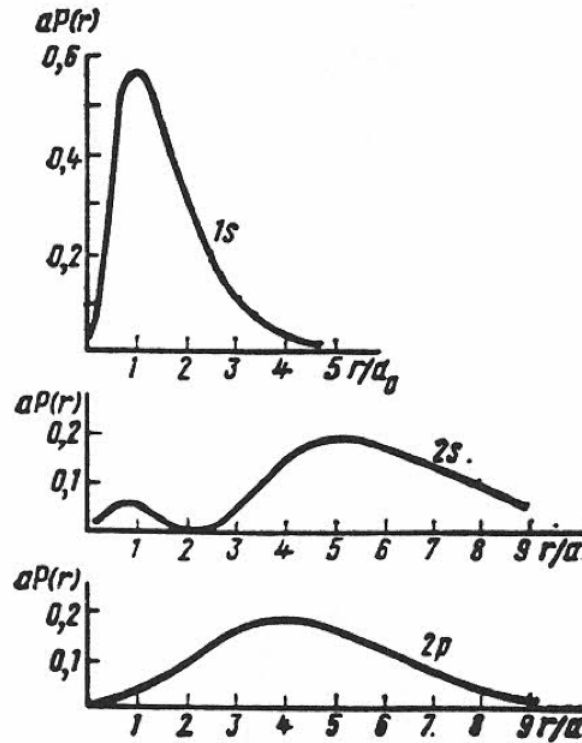 aP(r)
0,6
0,4
0,2
1s
1 2 3 4 5 r/a₀
aP(r)
0,2
0,1
2s.
1 2 3 4 5 6 7 8 9 r/a
aP(r)
0,2
0,1
2p
1 2 3 4 5 6 7. 8 9 r/a